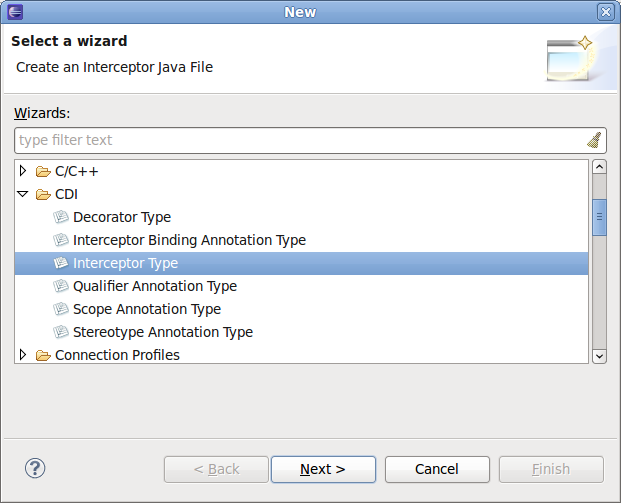 New
Select a wizard
Create an Interceptor Java File
Wizards:
type filter text
C/C++
CDI
Decorator Type
Interceptor Binding Annotation Type
Interceptor Type
Qualifier Annotation Type
Scope Annotation Type
Stereotype Annotation Type
Connection Profiles
? < Back Next > Cancel Finish